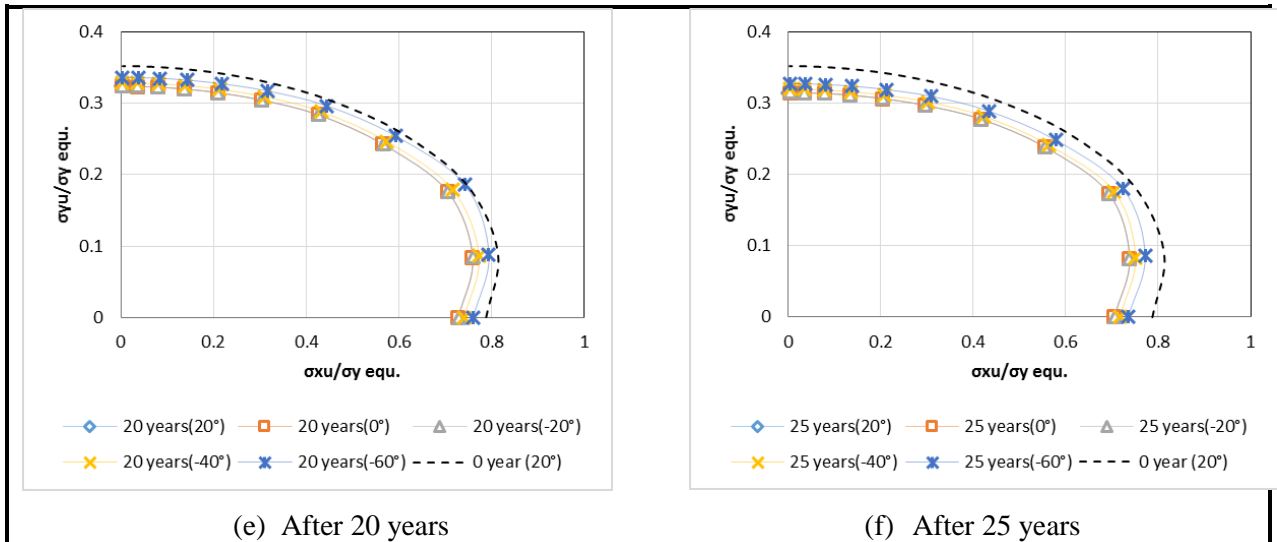 0.4
0.3
0.2
0.1
0
σyu/σy equ.
0 0.2 0.4 0.6 0.8 1
σxu/σy equ.
20 years(20°) 20 years(0°) 20 years(-20°)
20 years(-40°) 20 years(-60°) 0 year (20°)
(e) After 20 years
0.4
0.3
0.2
0.1
0
σyu/σy equ.
0 0.2 0.4 0.6 0.8 1
σxu/σy equ.
25 years(20°) 25 years(0°) 25 years(-20°)
25 years(-40°) 25 years(-60°) 0 year (20°)
(f) After 25 years